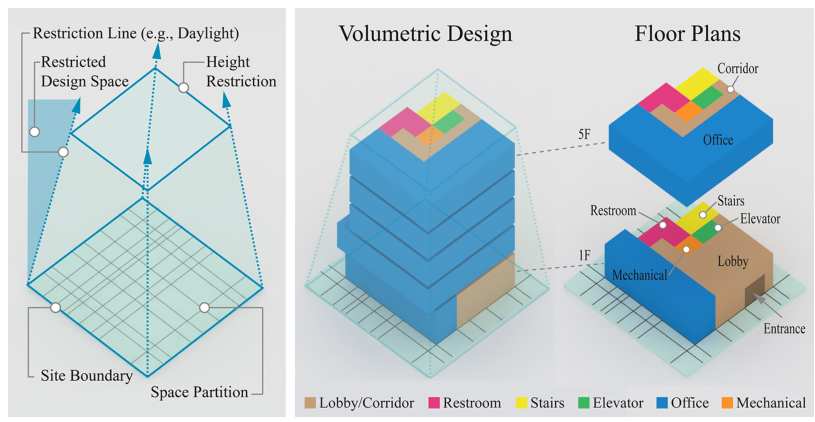 Restriction Line (e.g., Daylight)
Restricted
Design Space
Height
Restriction
Site Boundary
Space Partition
Volumetric Design
Floor Plans
Corridor
5F
Office
Stairs
Restroom
Elevator
1F
Lobby
Mechanical
Entrance
Lobby/Corridor
Restroom
Stairs
Elevator
Office
Mechanical